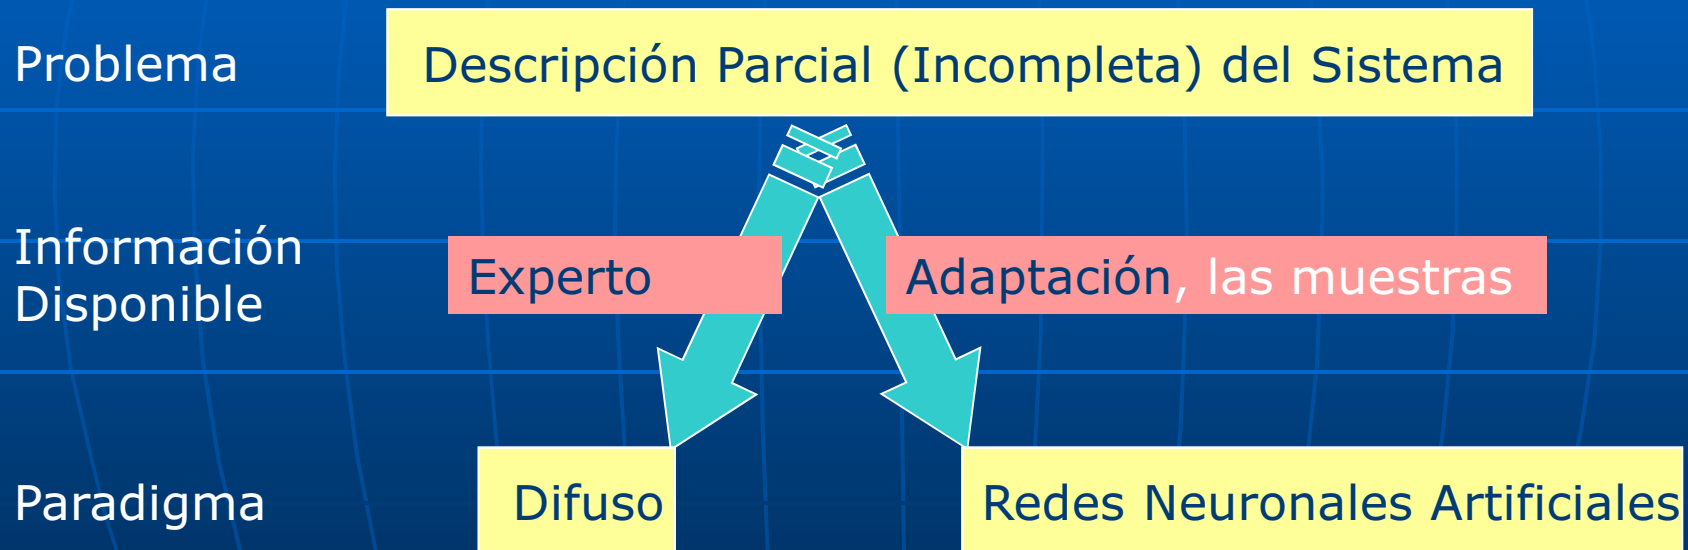 Problema
Descripción Parcial (Incompleta) del Sistema
Información
Disponible
Experto
Adaptación, las muestras
Paradigma
Difuso
Redes Neuronales Artificiales